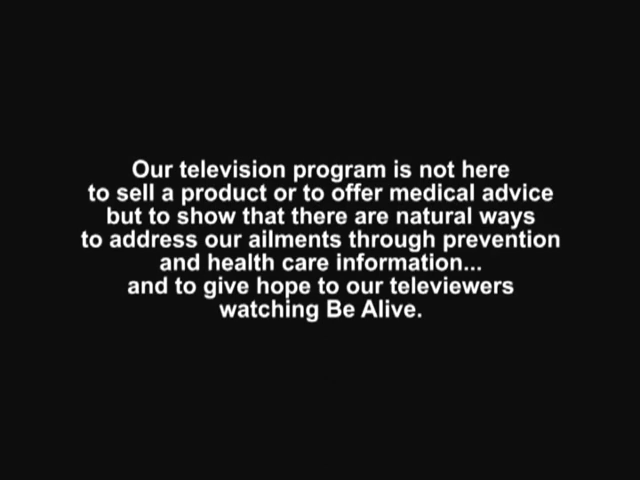 Our television program is not here
to sell a product or to offer medical advice
but to show that there are natural ways
to address our ailments through prevention
and health care information...
and to give hope to our televiewers
watching Be Alive.